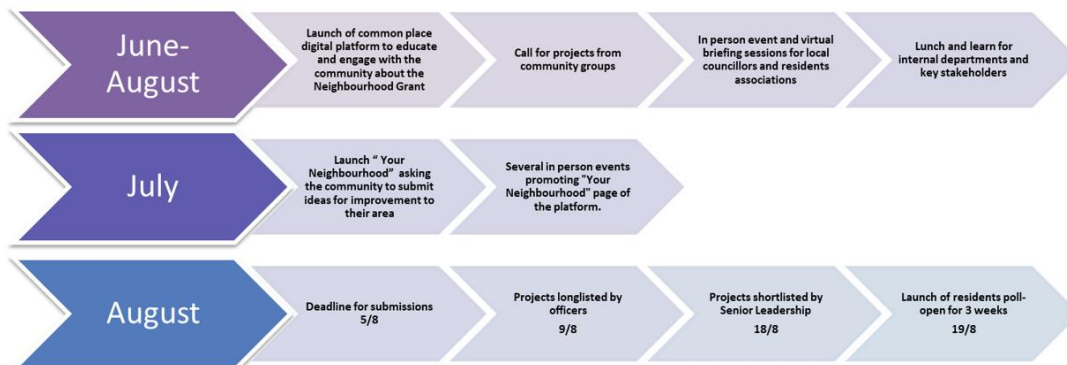 June-
August
Launch of common place
digital platform to educate
and engage with the
community about the
Neighbourhood Grant
Call for projects from
community groups
In person event and virtual
briefing sessions for local
councillors and residents
associations
Lunch and learn for
internal departments and
key stakeholders
July
Launch “ Your
Neighbourhood” asking
the community to submit
ideas for improvement to
their area
Several in person events
promoting "Your
Neighbourhood" page of
the platform.
August
Deadline for submissions
5/8
Projects longlisted by
officers
9/8
Projects shortlisted by
Senior Leadership
18/8
Launch of residents poll-
open for 3 weeks
19/8